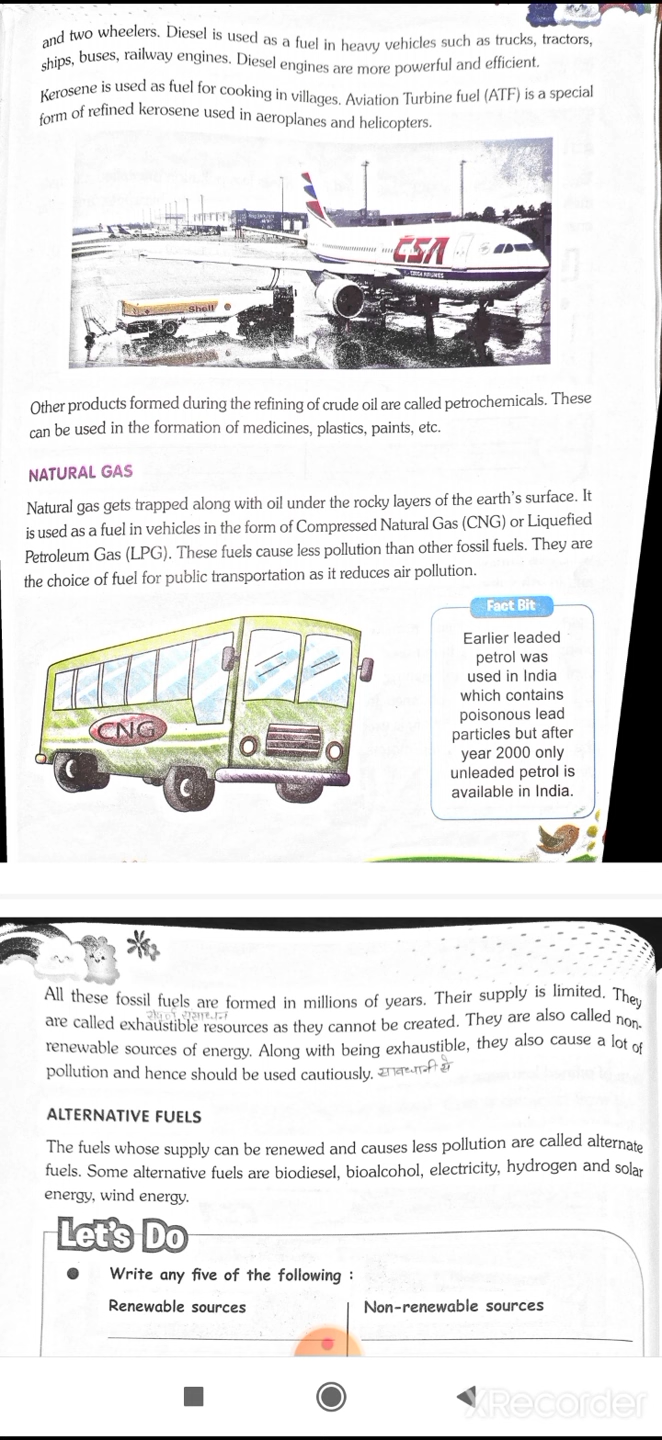 and two wheelers. Diesel is used as a fuel in heavy vehicles such as trucks, tractors,
ships, buses, railway engines. Diesel engines are more powerful and efficient.
Kerosene is used as fuel for cooking in villages. Aviation Turbine fuel (ATF) is a special
form of refined kerosene used in aeroplanes and helicopters.
CSA
CZECH AIRLINES
Shell
Other products formed during the refining of crude oil are called petrochemicals. These
can be used in the formation of medicines, plastics, paints, etc.
NATURAL GAS
Natural gas gets trapped along with oil under the rocky layers of the earth's surface. It
is used as a fuel in vehicles in the form of Compressed Natural Gas (CNG) or Liquefied
Petroleum Gas (LPG). These fuels cause less pollution than other fossil fuels. They are
the choice of fuel for public transportation as it reduces air pollution.
CNG
Fact Bit
Earlier leaded
petrol was
used in India
which contains
poisonous lead
particles but after
year 2000 only
unleaded petrol is
available in India.
All these fossil fuels are formed in millions of years. Their supply is limited. They
are called exhaustible resources as they cannot be created. They are also called non-
renewable sources of energy. Along with being exhaustible, they also cause a lot of
pollution and hence should be used cautiously. सावधानी से
ALTERNATIVE FUELS
The fuels whose supply can be renewed and causes less pollution are called alternate
fuels. Some alternative fuels are biodiesel, bioalcohol, electricity, hydrogen and solar
energy, wind energy.
Let's Do
Write any five of the following :
Renewable sources
Non-renewable sources
XRecorder